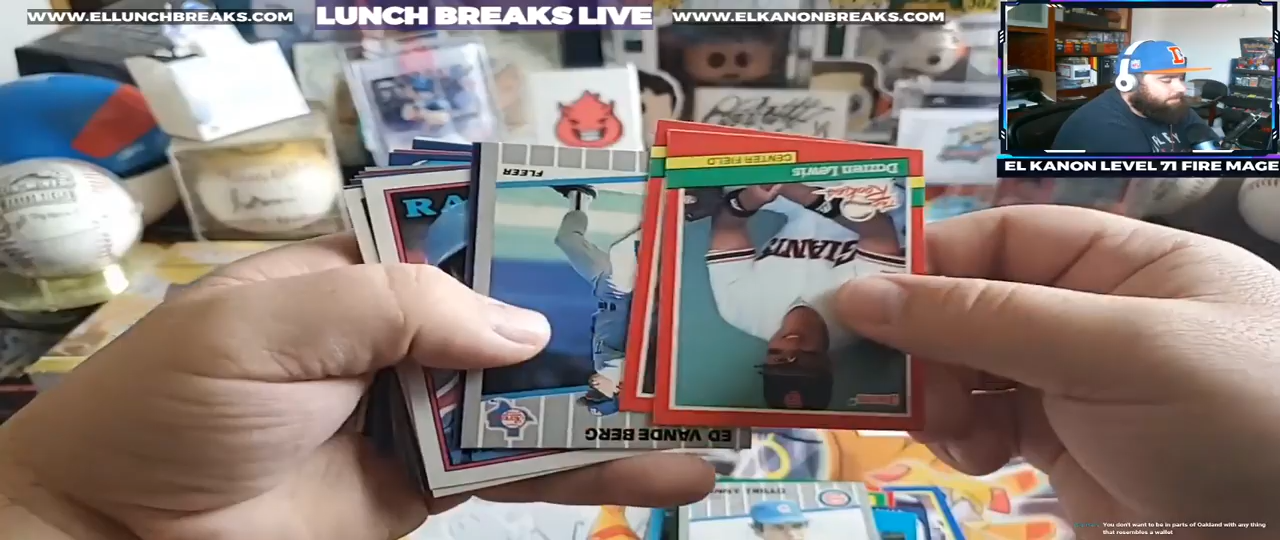 WWW.ELLUNCHBREAKS.COM
LUNCH BREAKS LIVE
WWW.ELKANONBREAKS.COM
EL KANON LEVEL 71 FIRE MAGE
FLEER
RA
CENTER FIELD
Darren Lewis
GIANTS
ED VANDE BERG
You don't want to be in parts of Oakland with any thing
that resembles a wallet